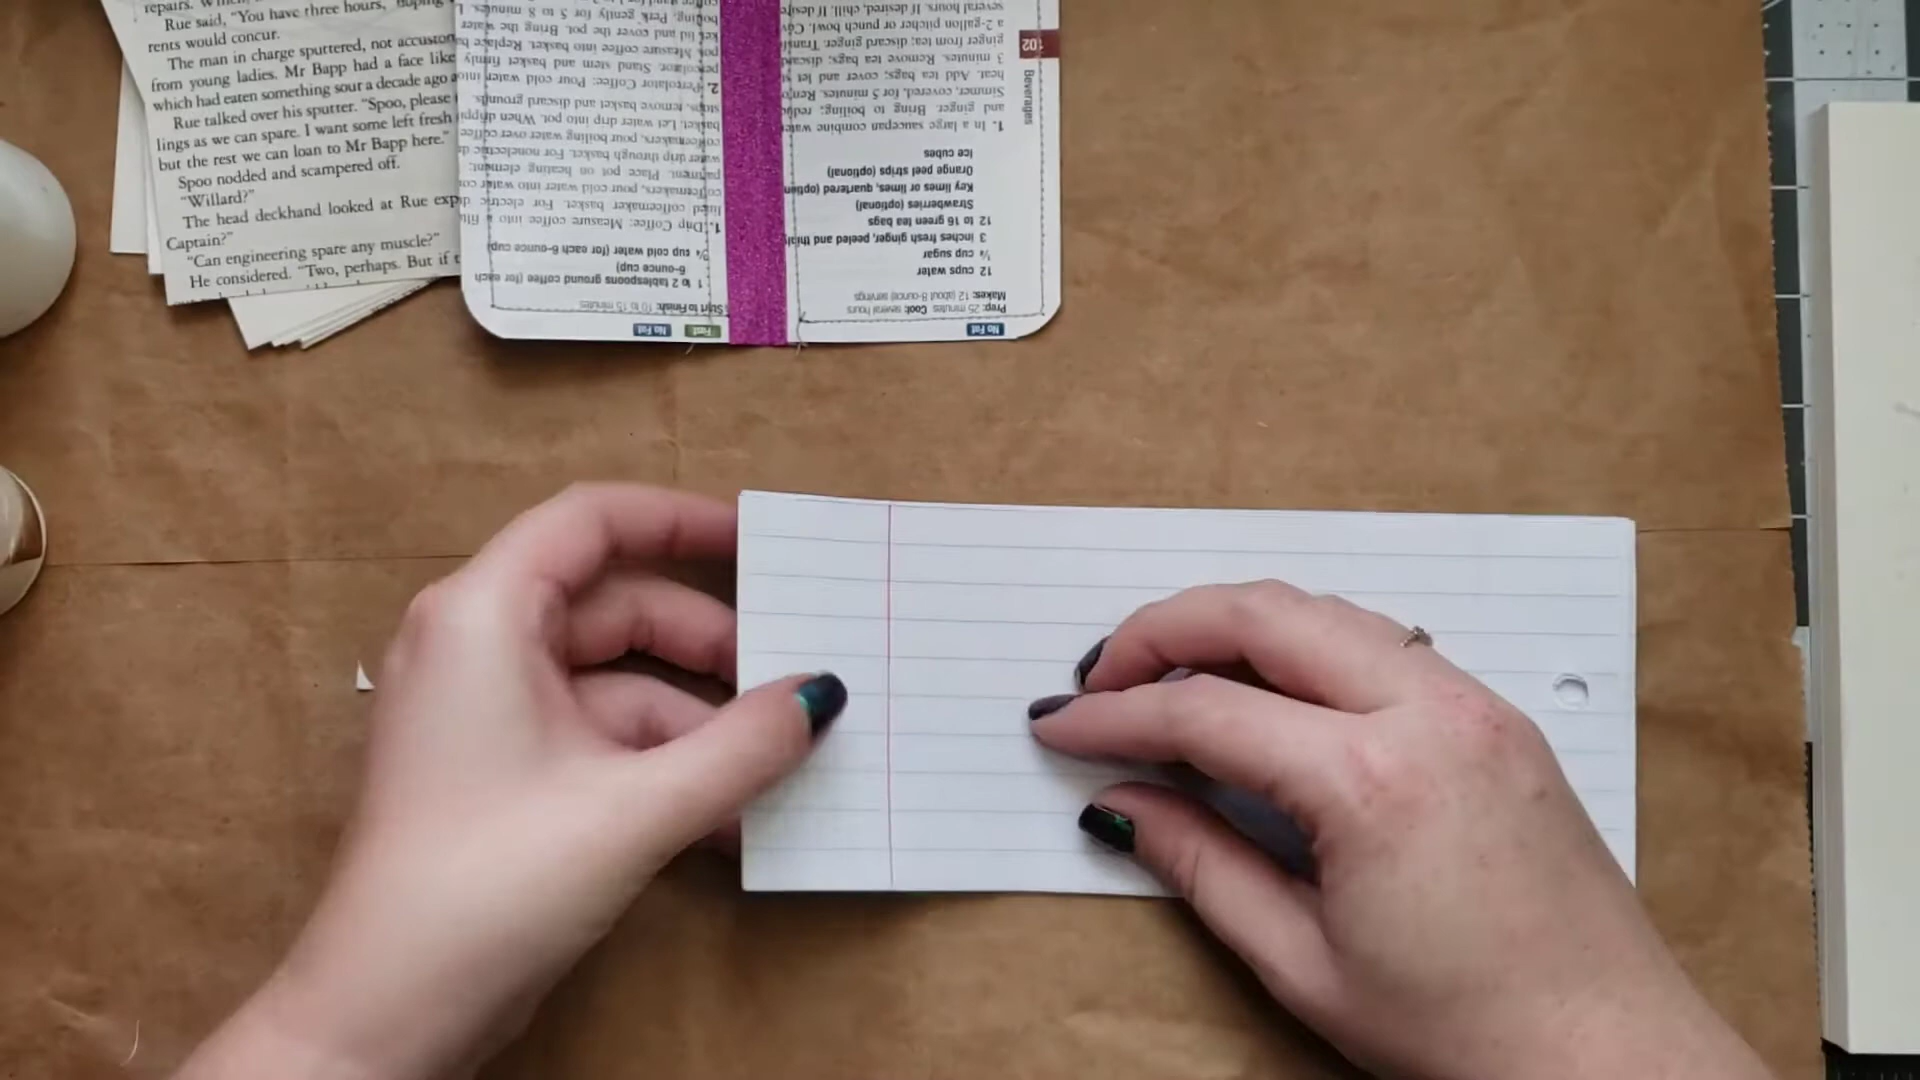 repairs.
Rue said, "You have three hours,
rents would concur.
The man in charge sputtered, not accuston
from young ladies. Mr Bapp had a face like
which had eaten something sour a decade ago a
Rue talked over his sputter. "Spoo, please
lings as we can spare. I want some left fresh
but the rest we can loan to Mr Bapp here."
Spoo nodded and scampered off.
"Willard?"
The head deckhand looked at Rue exp
Captain?"
"Can engineering spare any muscle?"
He considered. "Two, perhaps. But if t
No Fat
Prep: 25 minutes Cool: several hours
Makes: 12 (about 8-ounce) servings
12 cups water
¼ cup sugar
3 inches fresh ginger, peeled and thinly
12 to 16 green tea bags
Strawberries (optional)
Key limes or limes, quartered (option
Orange peel strips (optional)
Ice cubes
1. In a large saucepan combine water
and ginger. Bring to boiling; reduc
Simmer, covered, for 5 minutes. Remo
heat. Add tea bags; cover and let st
3 minutes. Remove tea bags; discard
ginger from tea; discard ginger. Transfe
a 2-gallon pitcher or punch bowl. Cov
several hours. If desired, chill. If desire
102
Beverages
Fast
No Fat
Start to Finish: 10 to 15 minutes
1 to 2 tablespoons ground coffee (for each
6-ounce cup)
¾ cup cold water (for each 6-ounce cup)
1. Drip Coffee: Measure coffee into a filt
lined coffeemaker basket. For electric d
coffeemakers, pour cold water into water co
partment. Place pot on heating element;
water drip through basket. For nonelectric d
coffeemakers, pour boiling water over coffee
basket. Let water drip into pot. When drippi
stops, remove basket and discard grounds.
2. Percolator Coffee: Pour cold water into
percolator. Stand stem and basket firmly
pot. Measure coffee into basket. Replace ba
ket lid and cover the pot. Bring the water
boiling. Perk gently for 5 to 8 minutes. L